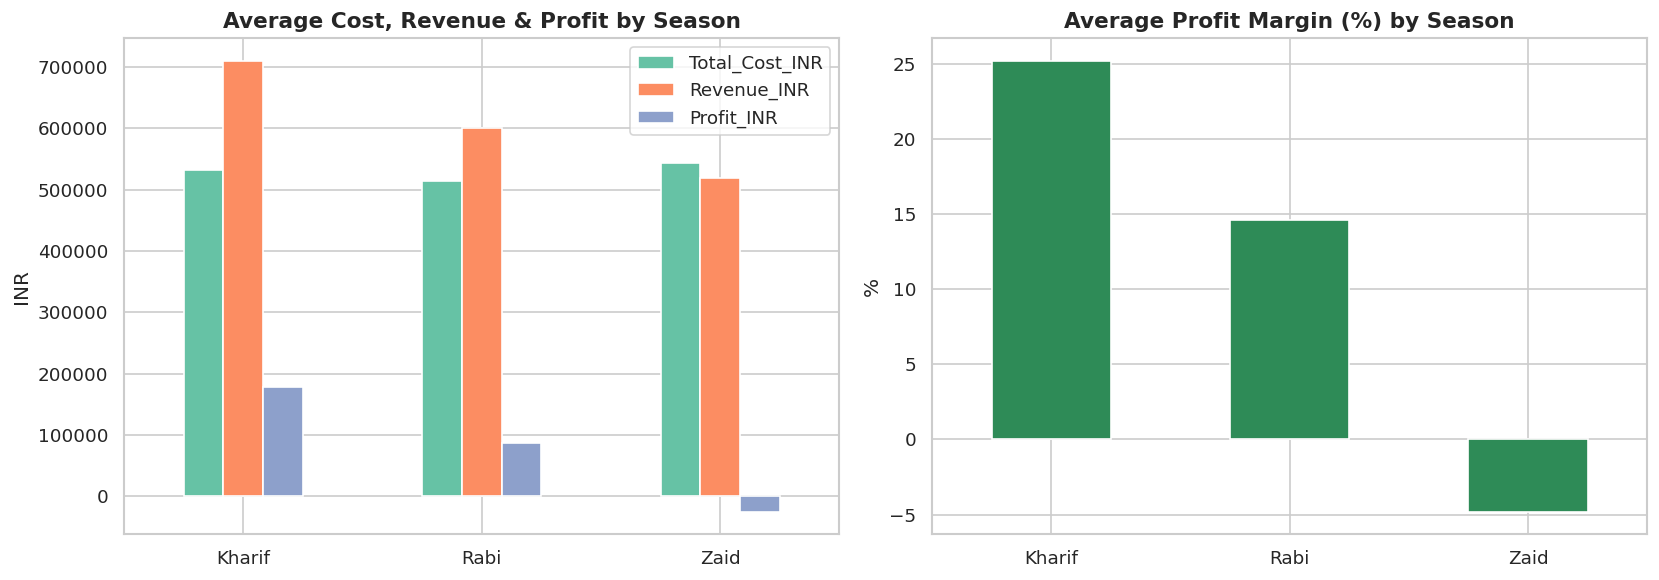 Average Cost, Revenue & Profit by Season
Total_Cost_INR
Revenue_INR
Profit_INR
INR
700000
600000
500000
400000
300000
200000
100000
0
Kharif
Rabi
Zaid
Average Profit Margin (%) by Season
%
25
20
15
10
5
0
−5
Kharif
Rabi
Zaid